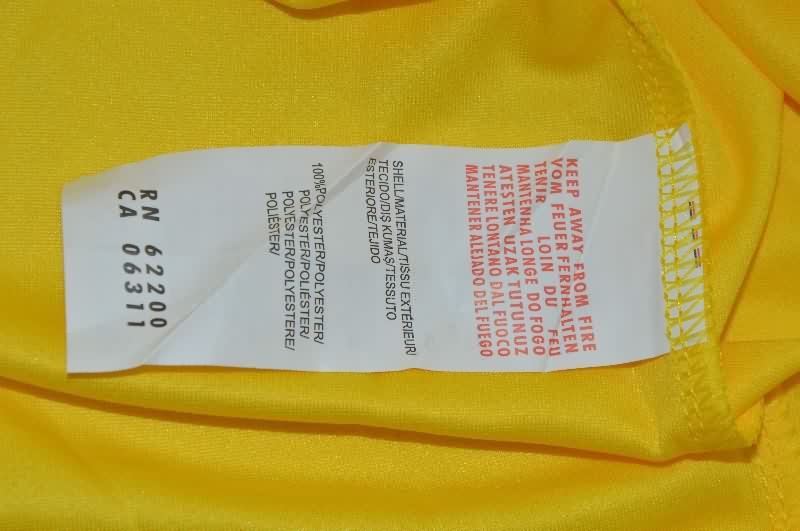 KEEP AWAY FROM FIRE
VOM FEUER FERNHALTEN
TENIR LOIN DU FEU
MANTENHA LONGE DO FOGO
ATEŞTEN UZAK TUTUNUZ
TENERE LONTANO DAL FUOCO
MANTENER ALEJADO DEL FUEGO
SHELL/MATERIAL/TISSU EXTÉRIEUR/
TECIDO/DIŞ KUMAŞ/TESSUTO
ESTERIORE/TEJIDO
100%POLYESTER/POLYESTER/
POLYESTER/POLIÉSTER/
POLYESTER/POLYESTERE/
POLIÉSTER/
RN 62200
CA 06311